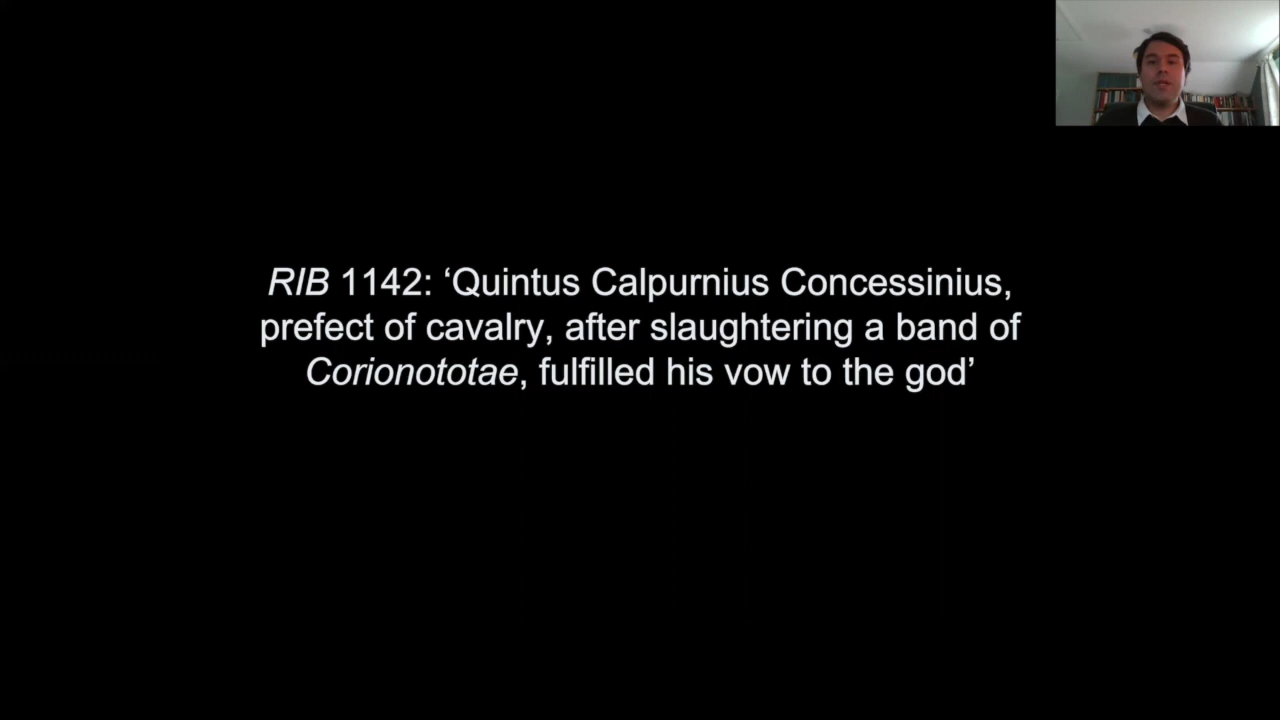 RIB 1142: ‘Quintus Calpurnius Concessinius,
prefect of cavalry, after slaughtering a band of
Corionototae, fulfilled his vow to the god’